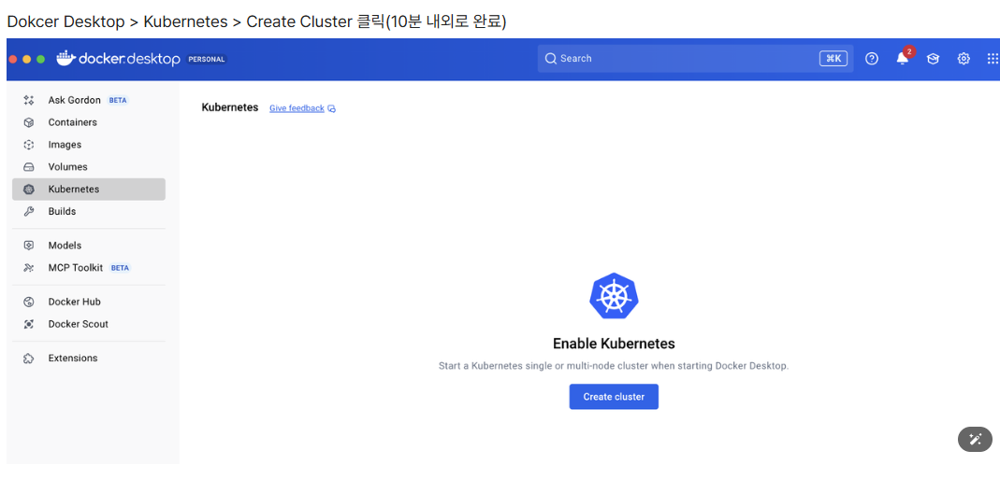 Dokcer Desktop > Kubernetes > Create Cluster 클릭(10분 내외로 완료)
docker.desktop PERSONAL
Search
⌘K
2
Ask Gordon BETA
Containers
Images
Volumes
Kubernetes
Builds
Models
MCP Toolkit BETA
Docker Hub
Docker Scout
Extensions
Kubernetes Give feedback
Enable Kubernetes
Start a Kubernetes single or multi-node cluster when starting Docker Desktop.
Create cluster